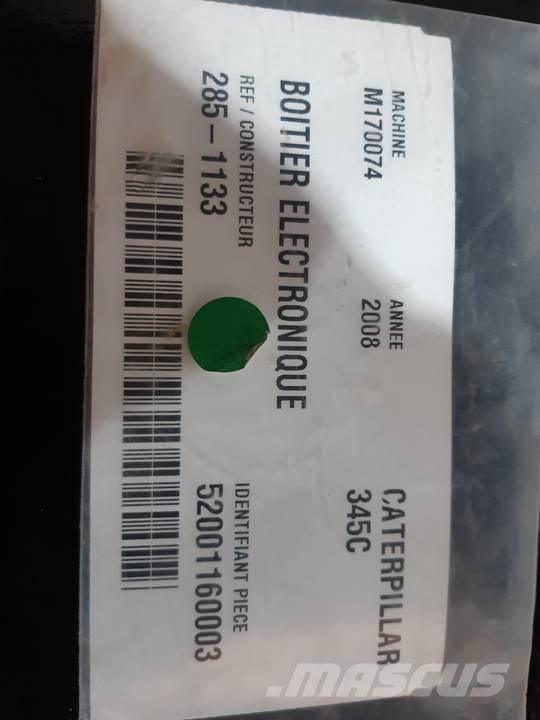 MACHINE ANNEE CATERPILLAR
M170074 2008 345C
BOITIER ELECTRONIQUE
REF / CONSTRUCTEUR IDENTIFIANT PIECE
285-1133 52001160003
MASCUS